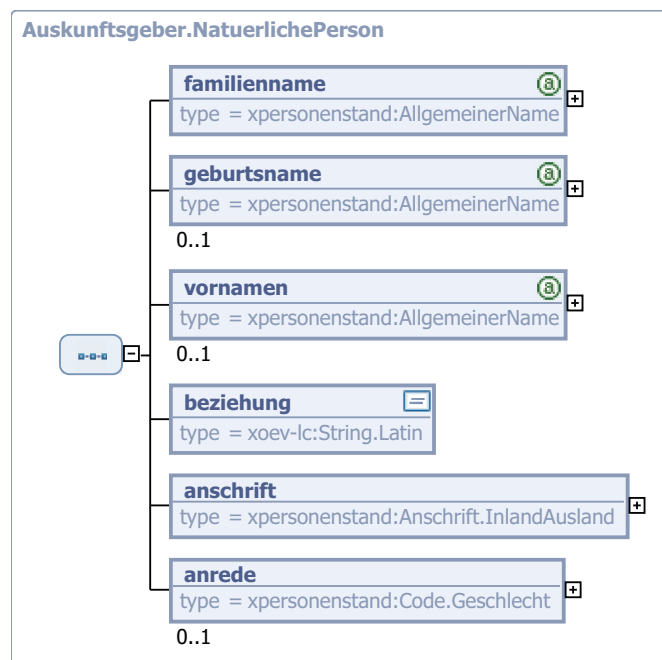 Auskunftsgeber.NatuerlichePerson
familienname
type = xpersonenstand:AllgemeinerName
geburtsname
type = xpersonenstand:AllgemeinerName
0..1
vornamen
type = xpersonenstand:AllgemeinerName
0..1
beziehung
type = xoev-lc:String.Latin
anschrift
type = xpersonenstand:Anschrift.InlandAusland
anrede
type = xpersonenstand:Code.Geschlecht
0..1